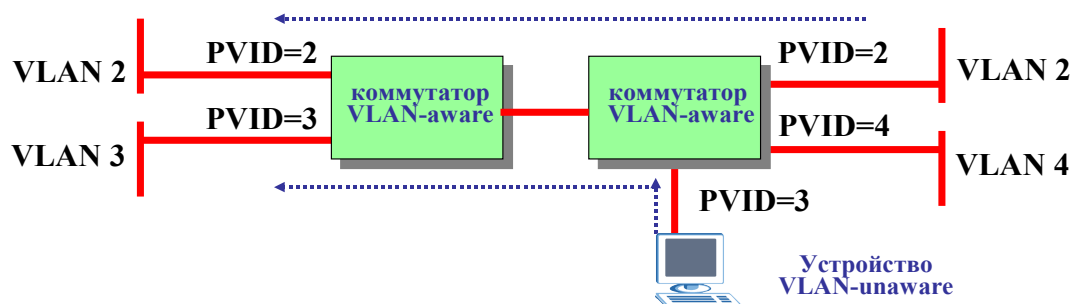 PVID=2
VLAN 2
коммутатор
VLAN-aware
PVID=3
VLAN 3
коммутатор
VLAN-aware
PVID=2
VLAN 2
PVID=4
VLAN 4
PVID=3
Устройство
VLAN-unaware